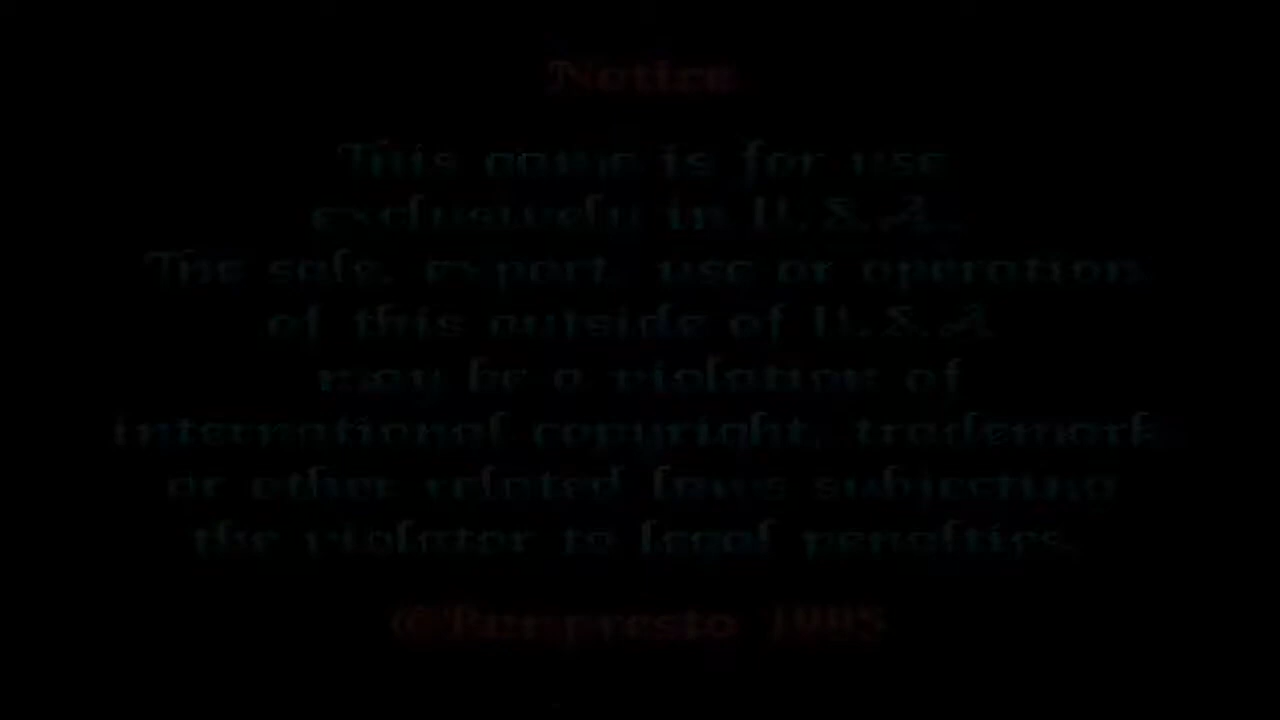 Notice
This game is for use
exclusively in U.S.A.
The sale, export, use or operation
of this outside of U.S.A
may be a violation of
international copyright, trademark
or other related laws subjecting
the violator to legal penalties.
©Banpresto 1995